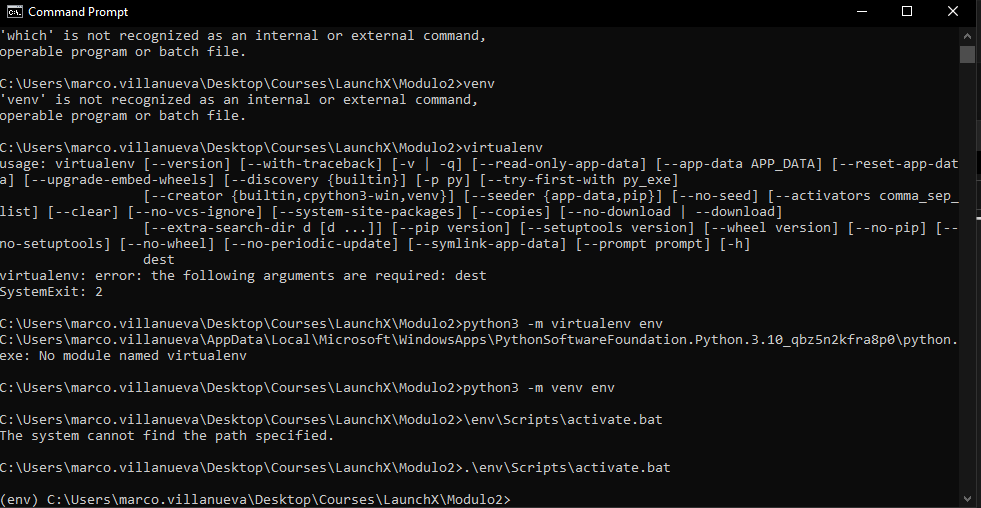 Command Prompt
'which' is not recognized as an internal or external command,
operable program or batch file.
C:\Users\marco.villanueva\Desktop\Courses\LaunchX\Modulo2>venv
'venv' is not recognized as an internal or external command,
operable program or batch file.
C:\Users\marco.villanueva\Desktop\Courses\LaunchX\Modulo2>virtualenv
usage: virtualenv [--version] [--with-traceback] [-v | -q] [--read-only-app-data] [--app-data APP_DATA] [--reset-app-dat
a] [--upgrade-embed-wheels] [--discovery {builtin}] [-p py] [--try-first-with py_exe]
[--creator {builtin,cpython3-win,venv}] [--seeder {app-data,pip}] [--no-seed] [--activators comma_sep_
list] [--clear] [--no-vcs-ignore] [--system-site-packages] [--copies] [--no-download | --download]
[--extra-search-dir d [d ...]] [--pip version] [--setuptools version] [--wheel version] [--no-pip] [--
no-setuptools] [--no-wheel] [--no-periodic-update] [--symlink-app-data] [--prompt prompt] [-h]
dest
virtualenv: error: the following arguments are required: dest
SystemExit: 2
C:\Users\marco.villanueva\Desktop\Courses\LaunchX\Modulo2>python3 -m virtualenv env
C:\Users\marco.villanueva\AppData\Local\Microsoft\WindowsApps\PythonSoftwareFoundation.Python.3.10_qbz5n2kfra8p0\python.
exe: No module named virtualenv
C:\Users\marco.villanueva\Desktop\Courses\LaunchX\Modulo2>python3 -m venv env
C:\Users\marco.villanueva\Desktop\Courses\LaunchX\Modulo2>\env\Scripts\activate.bat
The system cannot find the path specified.
C:\Users\marco.villanueva\Desktop\Courses\LaunchX\Modulo2>.\env\Scripts\activate.bat
(env) C:\Users\marco.villanueva\Desktop\Courses\LaunchX\Modulo2>